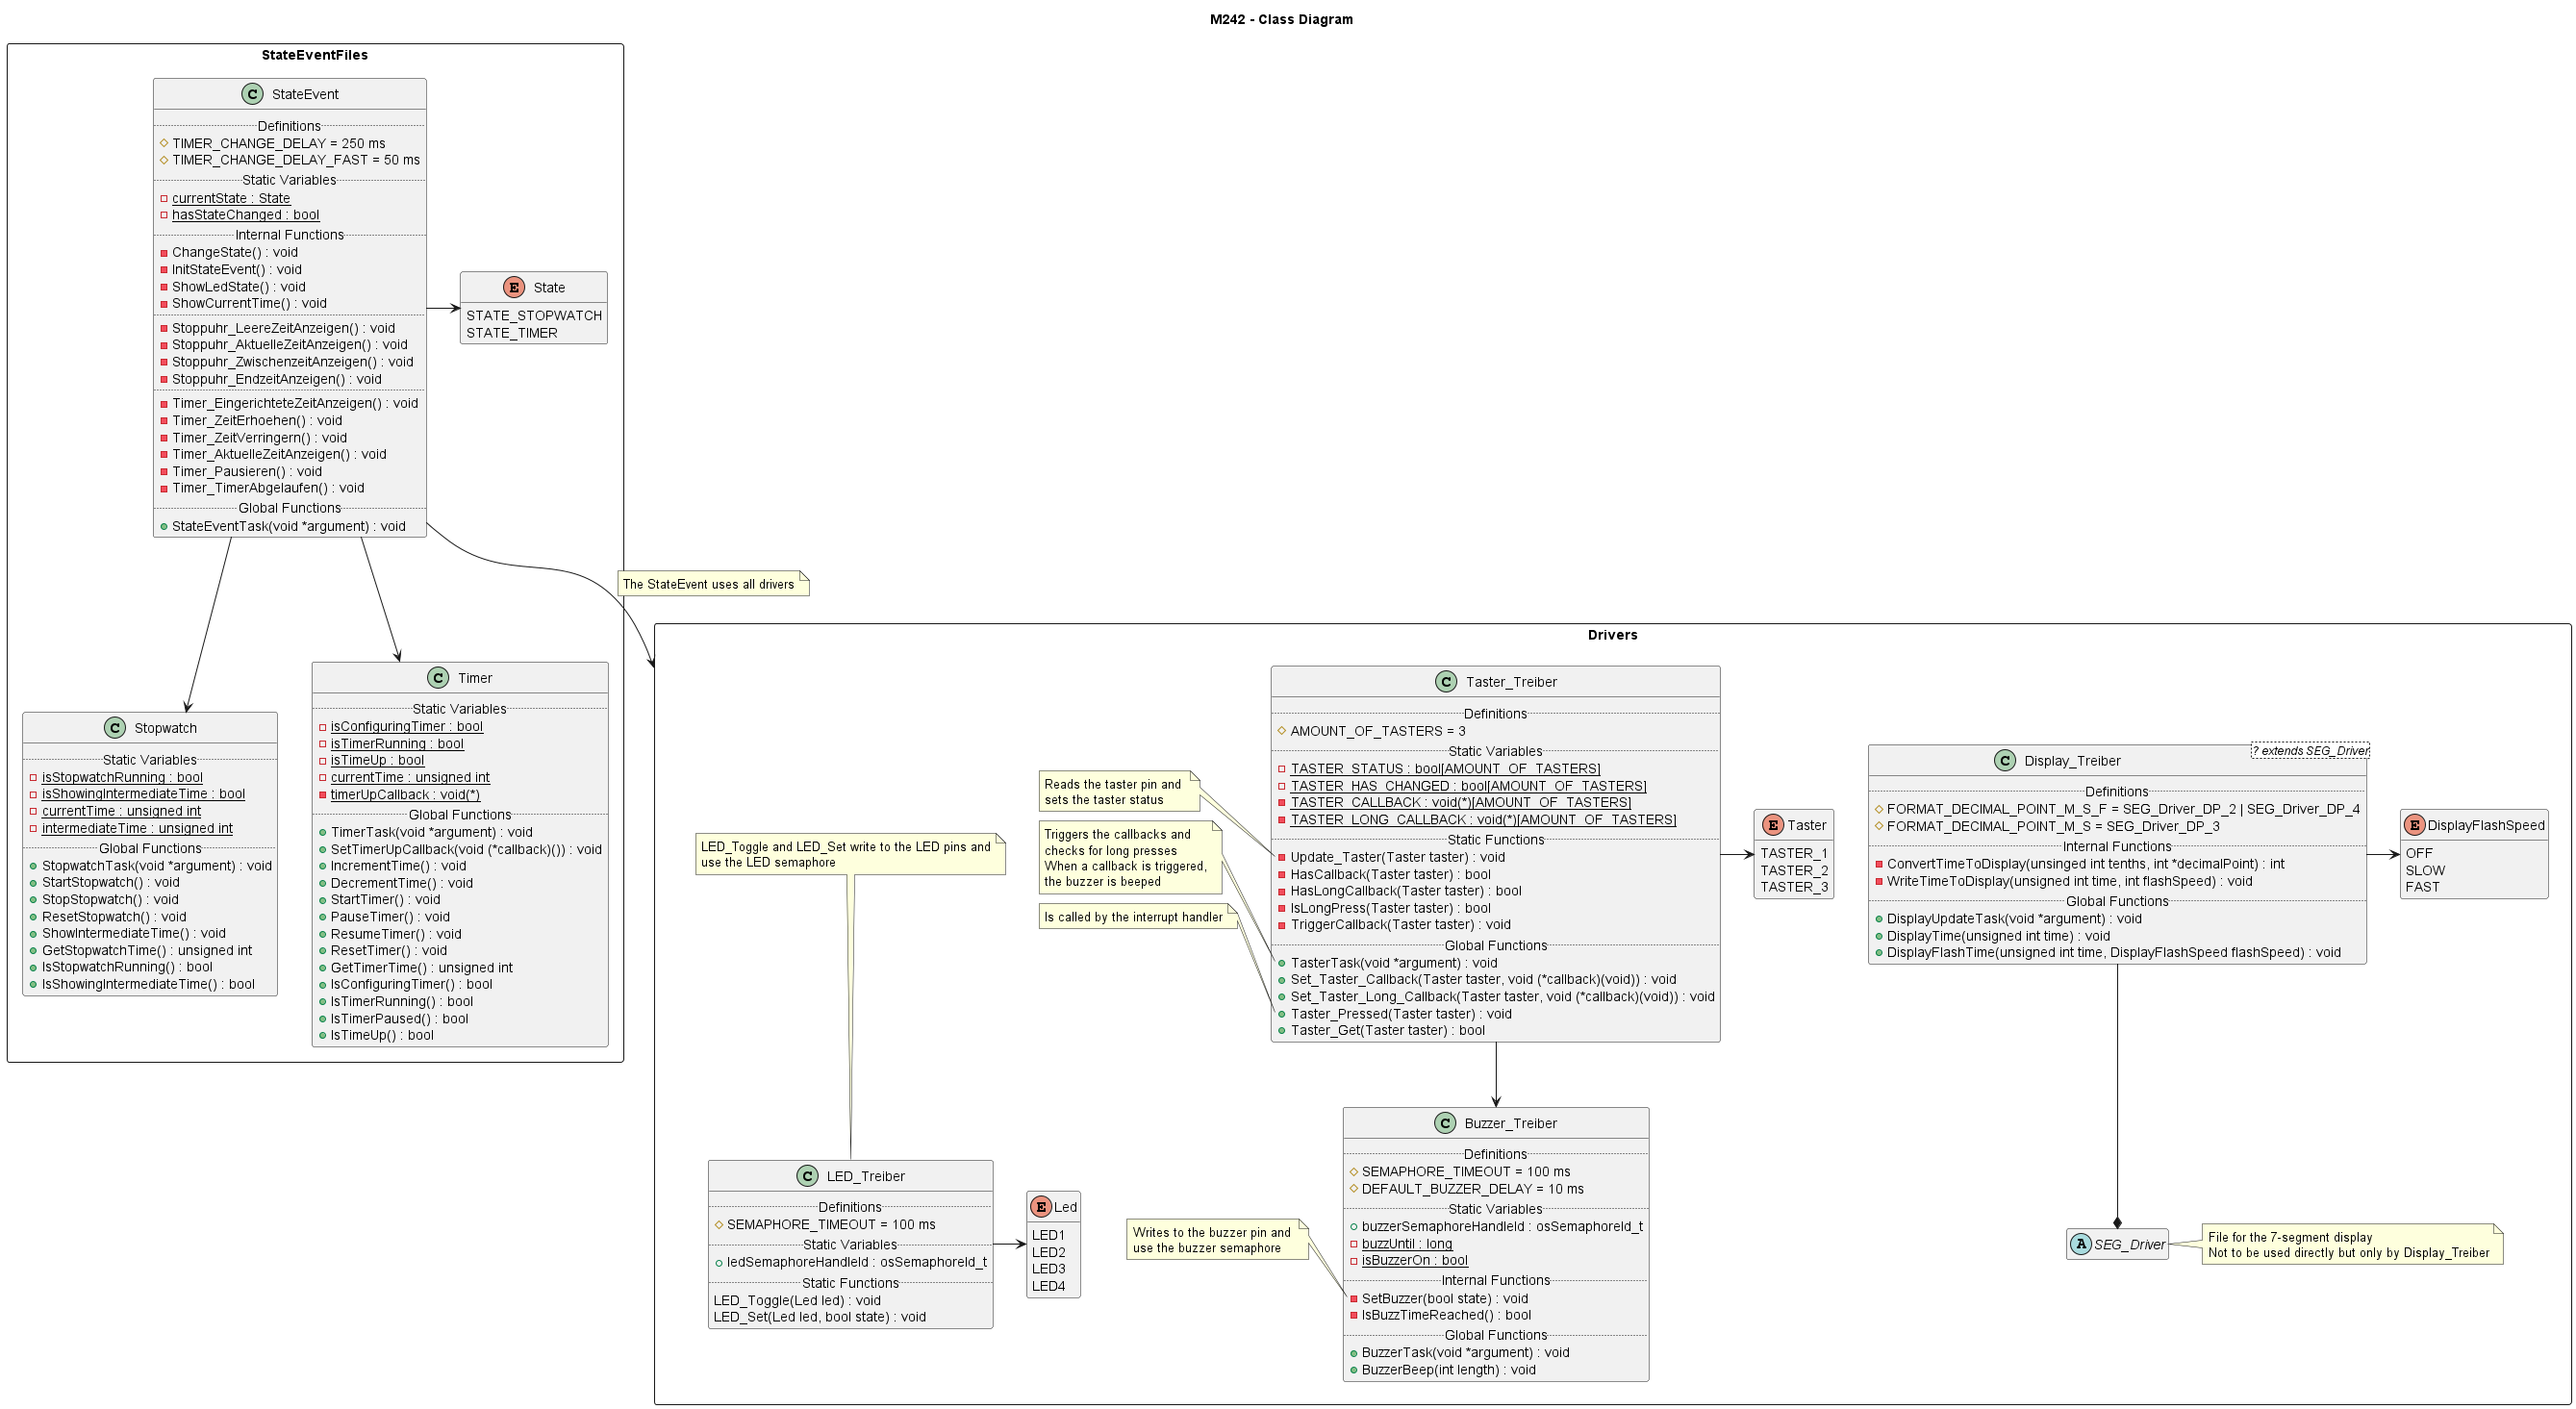 M242 - Class Diagram
StateEventFiles
C StateEvent
Definitions
TIMER_CHANGE_DELAY = 250 ms
TIMER_CHANGE_DELAY_FAST = 50 ms
Static Variables
currentState : State
hasStateChanged : bool
Internal Functions
ChangeState() : void
InitStateEvent() : void
ShowLedState() : void
ShowCurrentTime() : void
Stoppuhr_LeereZeitAnzeigen() : void
Stoppuhr_AktuelleZeitAnzeigen() : void
Stoppuhr_ZwischenzeitAnzeigen() : void
Stoppuhr_EndzeitAnzeigen() : void
Timer_EingerichteteZeitAnzeigen() : void
Timer_ZeitErhoehen() : void
Timer_ZeitVerringern() : void
Timer_AktuelleZeitAnzeigen() : void
Timer_Pausieren() : void
Timer_TimerAbgelaufen() : void
Global Functions
StateEventTask(void *argument) : void
E State
STATE_STOPWATCH
STATE_TIMER
The StateEvent uses all drivers
C Stopwatch
Static Variables
isStopwatchRunning : bool
isShowingIntermediateTime : bool
currentTime : unsigned int
intermediateTime : unsigned int
Global Functions
StopwatchTask(void *argument) : void
StartStopwatch() : void
StopStopwatch() : void
ResetStopwatch() : void
ShowIntermediateTime() : void
GetStopwatchTime() : unsigned int
IsStopwatchRunning() : bool
IsShowingIntermediateTime() : bool
C Timer
Static Variables
isConfiguringTimer : bool
isTimerRunning : bool
isTimeUp : bool
currentTime : unsigned int
timerUpCallback : void(*)
Global Functions
TimerTask(void *argument) : void
SetTimerUpCallback(void (*callback)()) : void
IncrementTime() : void
DecrementTime() : void
StartTimer() : void
PauseTimer() : void
ResumeTimer() : void
ResetTimer() : void
GetTimerTime() : unsigned int
IsConfiguringTimer() : bool
IsTimerRunning() : bool
IsTimerPaused() : bool
IsTimeUp() : bool
Drivers
LED_Toggle and LED_Set write to the LED pins and
use the LED semaphore
C LED_Treiber
Definitions
SEMAPHORE_TIMEOUT = 100 ms
Static Variables
ledSemaphoreHandleId : osSemaphoreId_t
Static Functions
LED_Toggle(Led led) : void
LED_Set(Led led, bool state) : void
E Led
LED1
LED2
LED3
LED4
Reads the taster pin and
sets the taster status
Triggers the callbacks and
checks for long presses
When a callback is triggered,
the buzzer is beeped
Is called by the interrupt handler
C Taster_Treiber
Definitions
AMOUNT_OF_TASTERS = 3
Static Variables
TASTER_STATUS : bool[AMOUNT_OF_TASTERS]
TASTER_HAS_CHANGED : bool[AMOUNT_OF_TASTERS]
TASTER_CALLBACK : void(*)[AMOUNT_OF_TASTERS]
TASTER_LONG_CALLBACK : void(*)[AMOUNT_OF_TASTERS]
Static Functions
Update_Taster(Taster taster) : void
HasCallback(Taster taster) : bool
HasLongCallback(Taster taster) : bool
IsLongPress(Taster taster) : bool
TriggerCallback(Taster taster) : void
Global Functions
TasterTask(void *argument) : void
Set_Taster_Callback(Taster taster, void (*callback)(void)) : void
Set_Taster_Long_Callback(Taster taster, void (*callback)(void)) : void
Taster_Pressed(Taster taster) : void
Taster_Get(Taster taster) : bool
E Taster
TASTER_1
TASTER_2
TASTER_3
Writes to the buzzer pin and
use the buzzer semaphore
C Buzzer_Treiber
Definitions
SEMAPHORE_TIMEOUT = 100 ms
DEFAULT_BUZZER_DELAY = 10 ms
Static Variables
buzzerSemaphoreHandleId : osSemaphoreId_t
buzzUntil : long
isBuzzerOn : bool
Internal Functions
SetBuzzer(bool state) : void
IsBuzzTimeReached() : bool
Global Functions
BuzzerTask(void *argument) : void
BuzzerBeep(int length) : void
C Display_Treiber
? extends SEG_Driver
Definitions
FORMAT_DECIMAL_POINT_M_S_F = SEG_Driver_DP_2 | SEG_Driver_DP_4
FORMAT_DECIMAL_POINT_M_S = SEG_Driver_DP_3
Internal Functions
ConvertTimeToDisplay(unsinged int tenths, int *decimalPoint) : int
WriteTimeToDisplay(unsigned int time, int flashSpeed) : void
Global Functions
DisplayUpdateTask(void *argument) : void
DisplayTime(unsigned int time) : void
DisplayFlashTime(unsigned int time, DisplayFlashSpeed flashSpeed) : void
E DisplayFlashSpeed
OFF
SLOW
FAST
A SEG_Driver
File for the 7-segment display
Not to be used directly but only by Display_Treiber